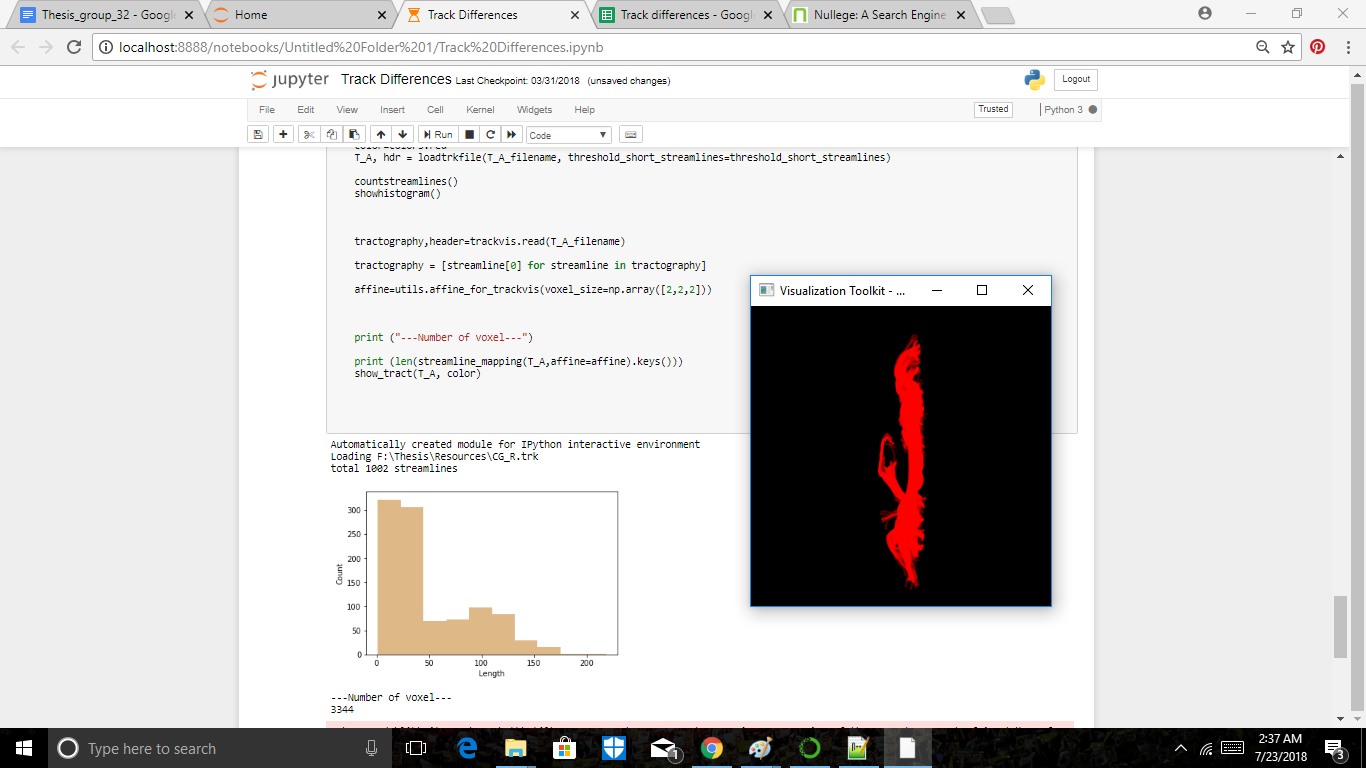 Thesis_group_32 - Google
Home
Track Differences
Track differences - Googl
Nullege: A Search Engine
localhost:8888/notebooks/Untitled%20Folder%201/Track%20Differences.ipynb
jupyter Track Differences Last Checkpoint: 03/31/2018 (unsaved changes)
Logout
File Edit View Insert Cell Kernel Widgets Help
Trusted
Python 3
Run
Code
T_A, hdr = loadtrkfile(T_A_filename, threshold_short_streamlines=threshold_short_streamlines)
countstreamlines()
showhistogram()
tractography,header=trackvis.read(T_A_filename)
tractography = [streamline[0] for streamline in tractography]
affine=utils.affine_for_trackvis(voxel_size=np.array([2,2,2]))
print ("---Number of voxel---")
print (len(streamline_mapping(T_A,affine=affine).keys()))
show_tract(T_A, color)
Visualization Toolkit - ...
Automatically created module for IPython interactive environment
Loading F:\Thesis\Resources\CG_R.trk
total 1002 streamlines
300
250
200
150
100
50
0
Count
0 50 100 150 200
Length
---Number of voxel---
3344
Type here to search
1
2:37 AM
7/23/2018
3